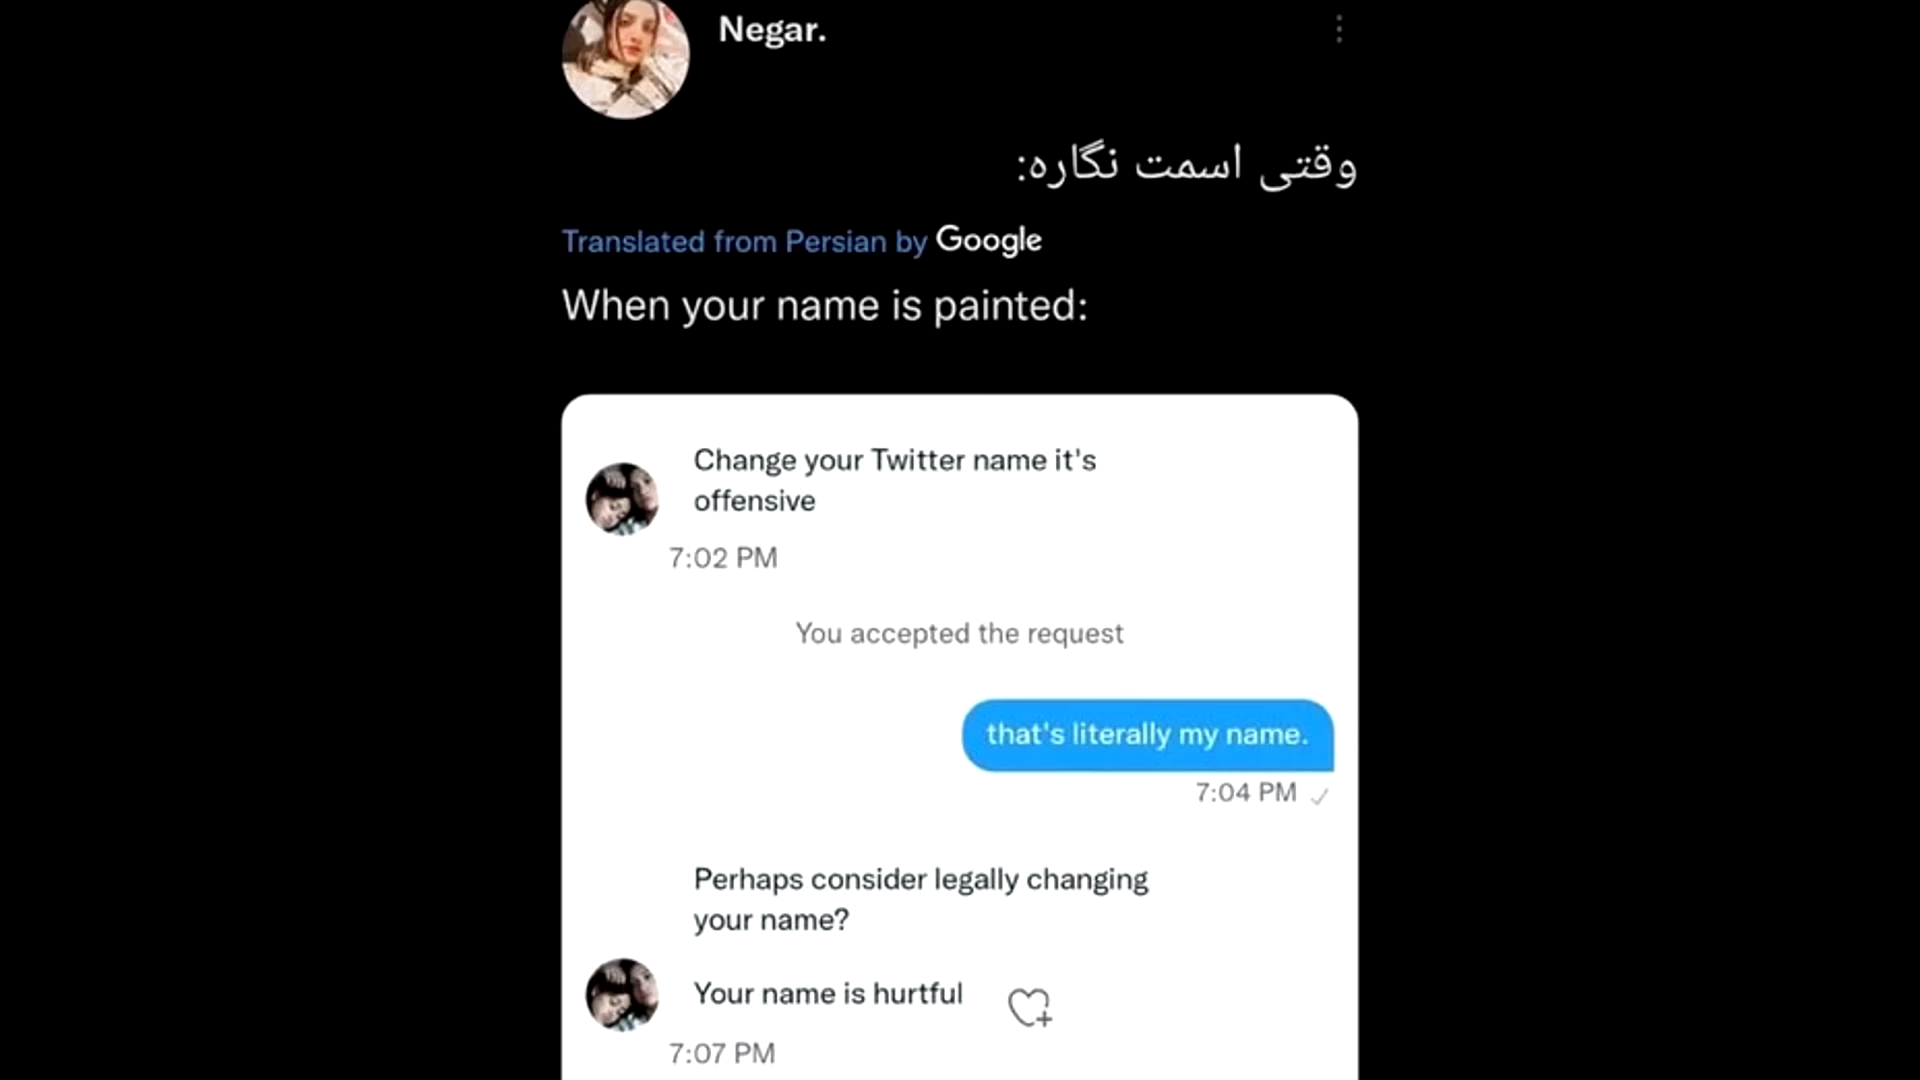 Negar.
وقتی اسمت نگاره:
Translated from Persian by Google
When your name is painted:
Change your Twitter name it's
offensive
7:02 PM
You accepted the request
that's literally my name.
7:04 PM
Perhaps consider legally changing
your name?
Your name is hurtful
7:07 PM